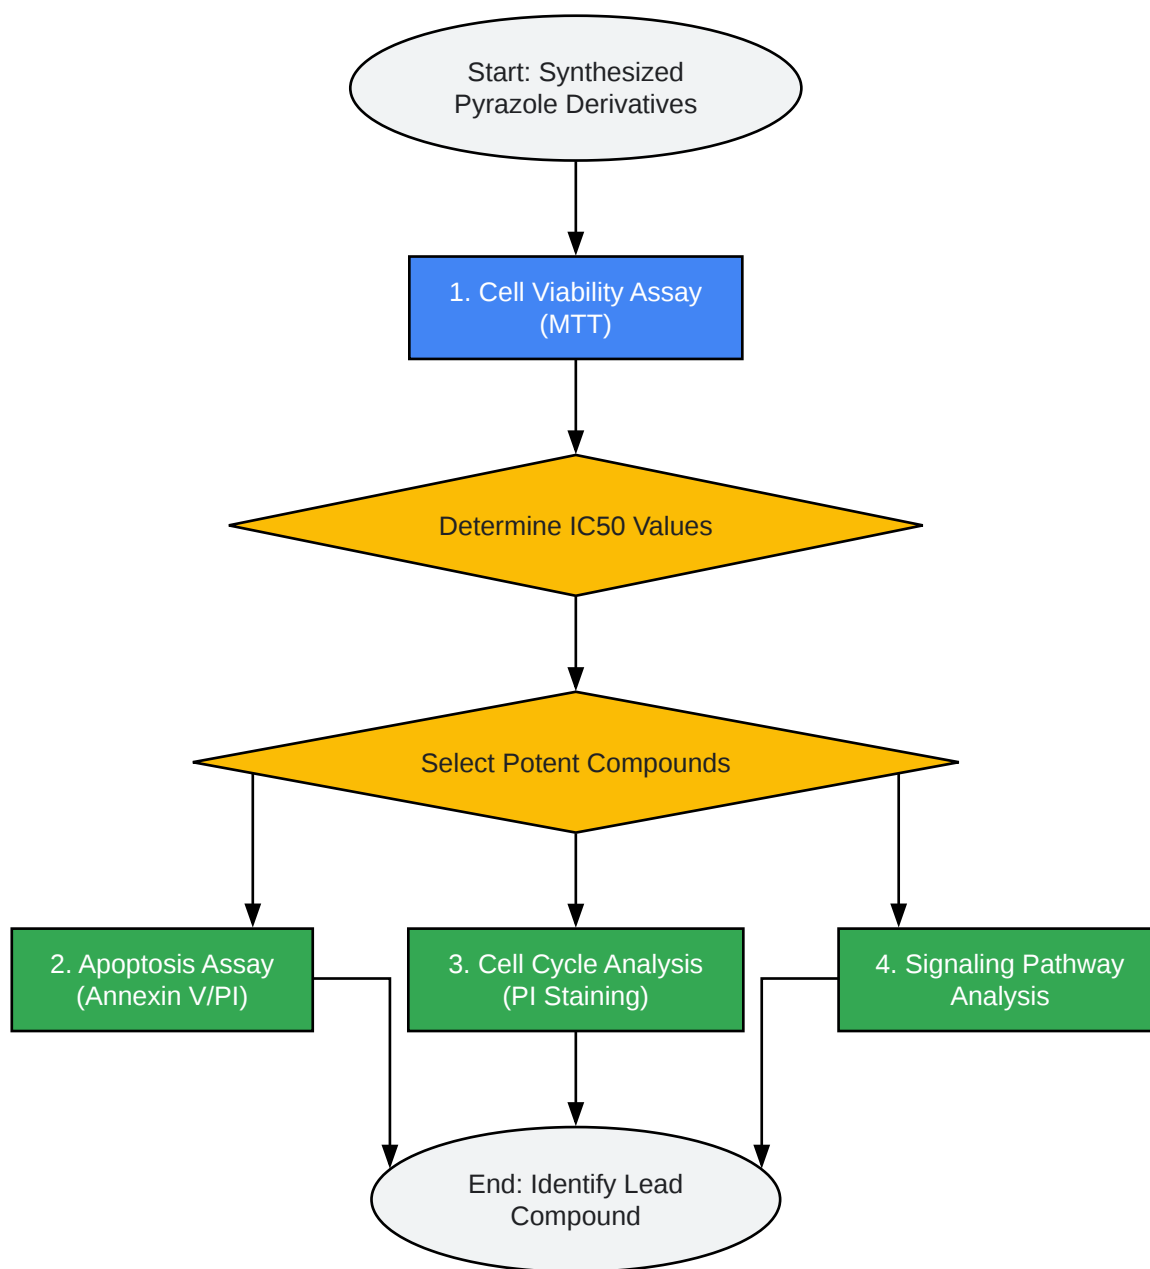 Start: Synthesized
Pyrazole Derivatives
1. Cell Viability Assay
(MTT)
Determine IC50 Values
Select Potent Compounds
2. Apoptosis Assay
(Annexin V/PI)
3. Cell Cycle Analysis
(PI Staining)
4. Signaling Pathway
Analysis
End: Identify Lead
Compound